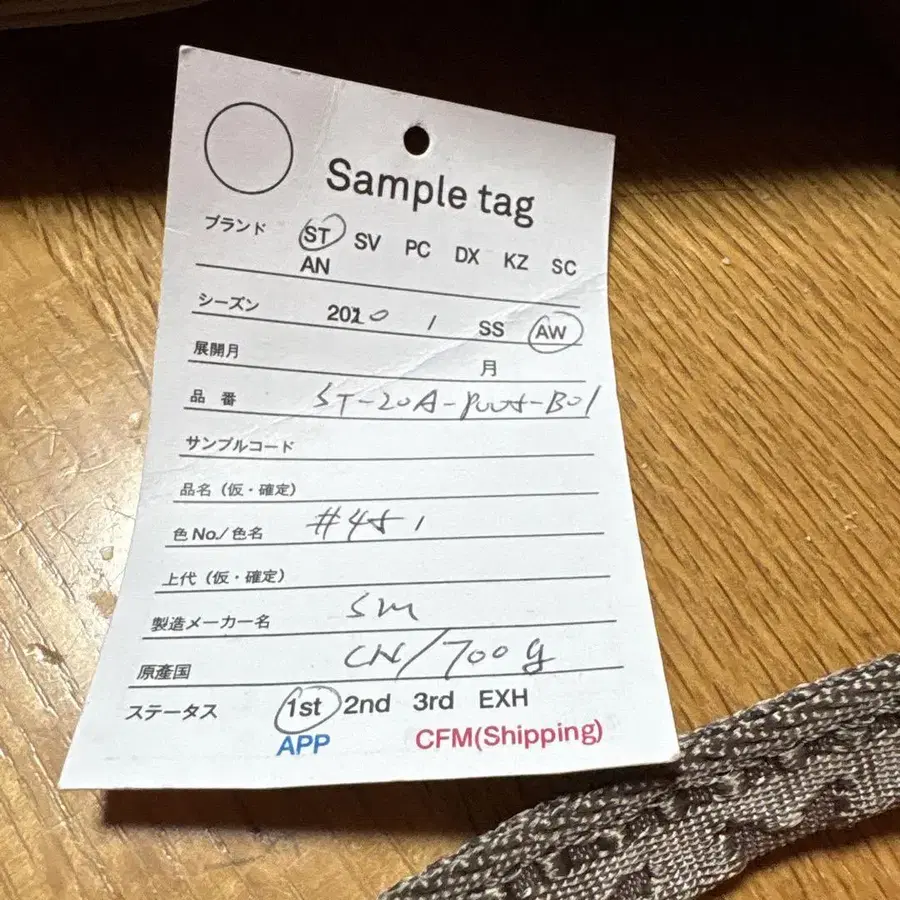 Sample tag
ブランド ST SV PC DX KZ SC
AN
シーズン 2020 / SS AW
展開月 月
品 番 ST-20A-
サンプルコード
品名(仮・確定)
色No./色名 #451
上代(仮・確定)
製造メーカー名 SM
原産国 CN/700g
ステータス 1st 2nd 3rd EXH
APP CFM(Shipping)